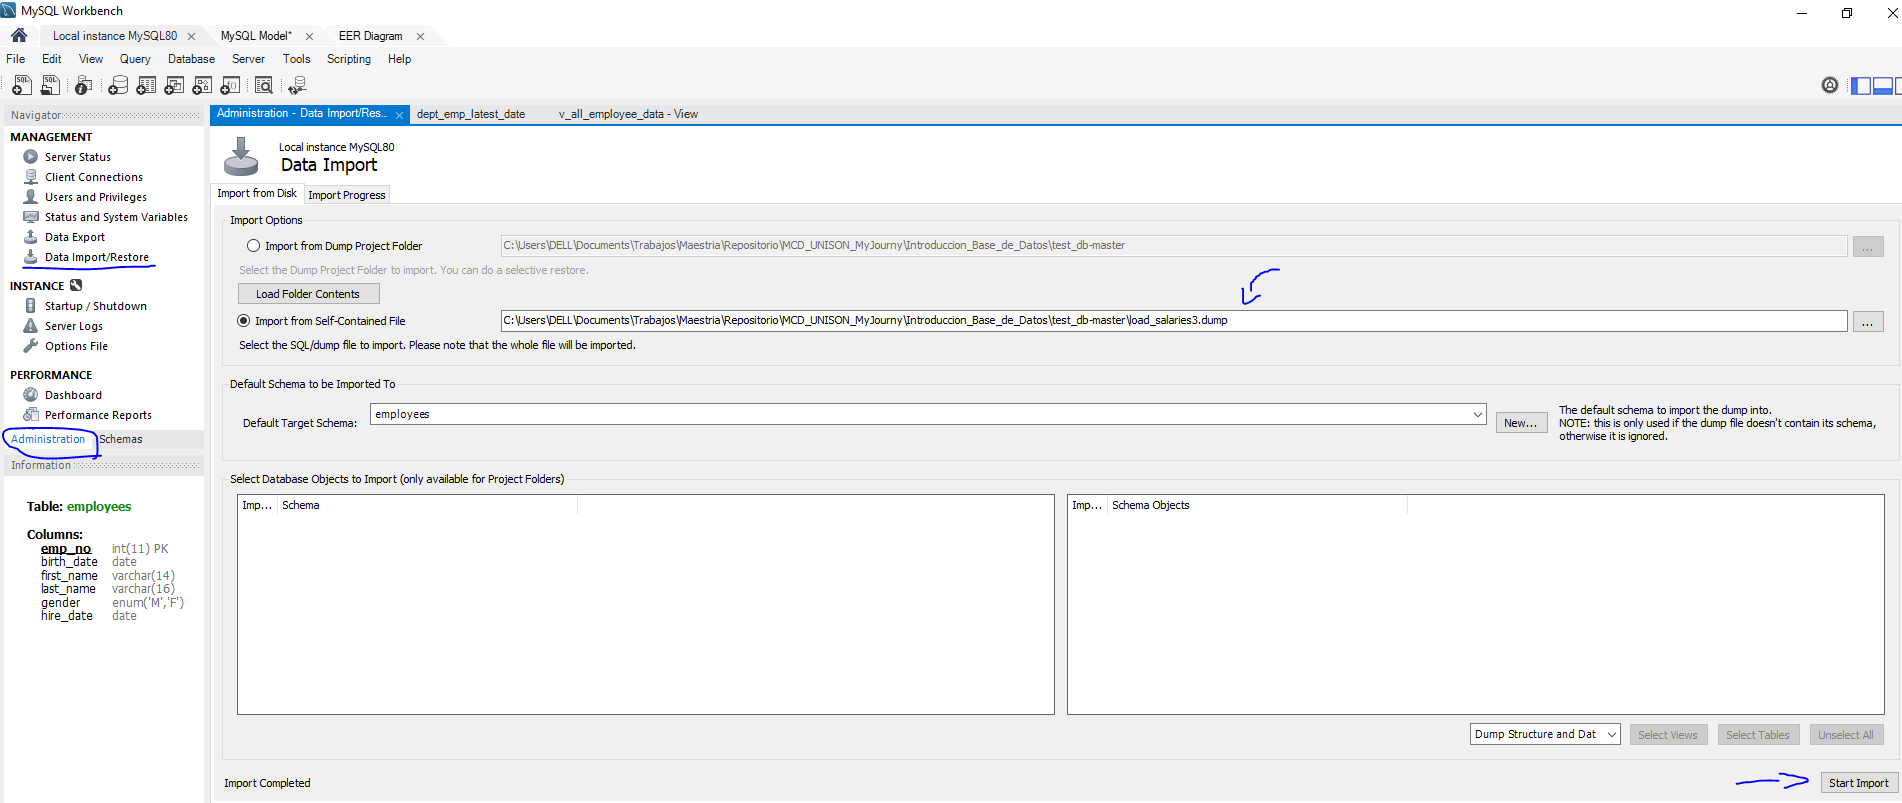 MySQL Workbench
Local instance MySQL80
MySQL Model*
EER Diagram
File Edit View Query Database Server Tools Scripting Help
Navigator
MANAGEMENT
Server Status
Client Connections
Users and Privileges
Status and System Variables
Data Export
Data Import/Restore
INSTANCE
Startup / Shutdown
Server Logs
Options File
PERFORMANCE
Dashboard
Performance Reports
Administration Schemas
Information
Table: employees
Columns:
emp_no int(11) PK
birth_date date
first_name varchar(14)
last_name varchar(16)
gender enum('M','F')
hire_date date
Administration - Data Import/Res... dept_emp_latest_date v_all_employee_data - View
Local instance MySQL80
Data Import
Import from Disk Import Progress
Import Options
Import from Dump Project Folder C:\Users\DELL\Documents\Trabajos\Maestria\Repositorio\MCD_UNISON_MyJourny\Introduccion_Base_de_Datos\test_db-master ...
Select the Dump Project Folder to import. You can do a selective restore.
Load Folder Contents
Import from Self-Contained File C:\Users\DELL\Documents\Trabajos\Maestria\Repositorio\MCD_UNISON_MyJourny\Introduccion_Base_de_Datos\test_db-master\load_salaries3.dump ...
Select the SQL/dump file to import. Please note that the whole file will be imported.
Default Schema to be Imported To
Default Target Schema: employees New...
The default schema to import the dump into.
NOTE: this is only used if the dump file doesn't contain its schema,
otherwise it is ignored.
Select Database Objects to Import (only available for Project Folders)
Imp... Schema
Imp... Schema Objects
Dump Structure and Dat Select Views Select Tables Unselect All
Import Completed
Start Import